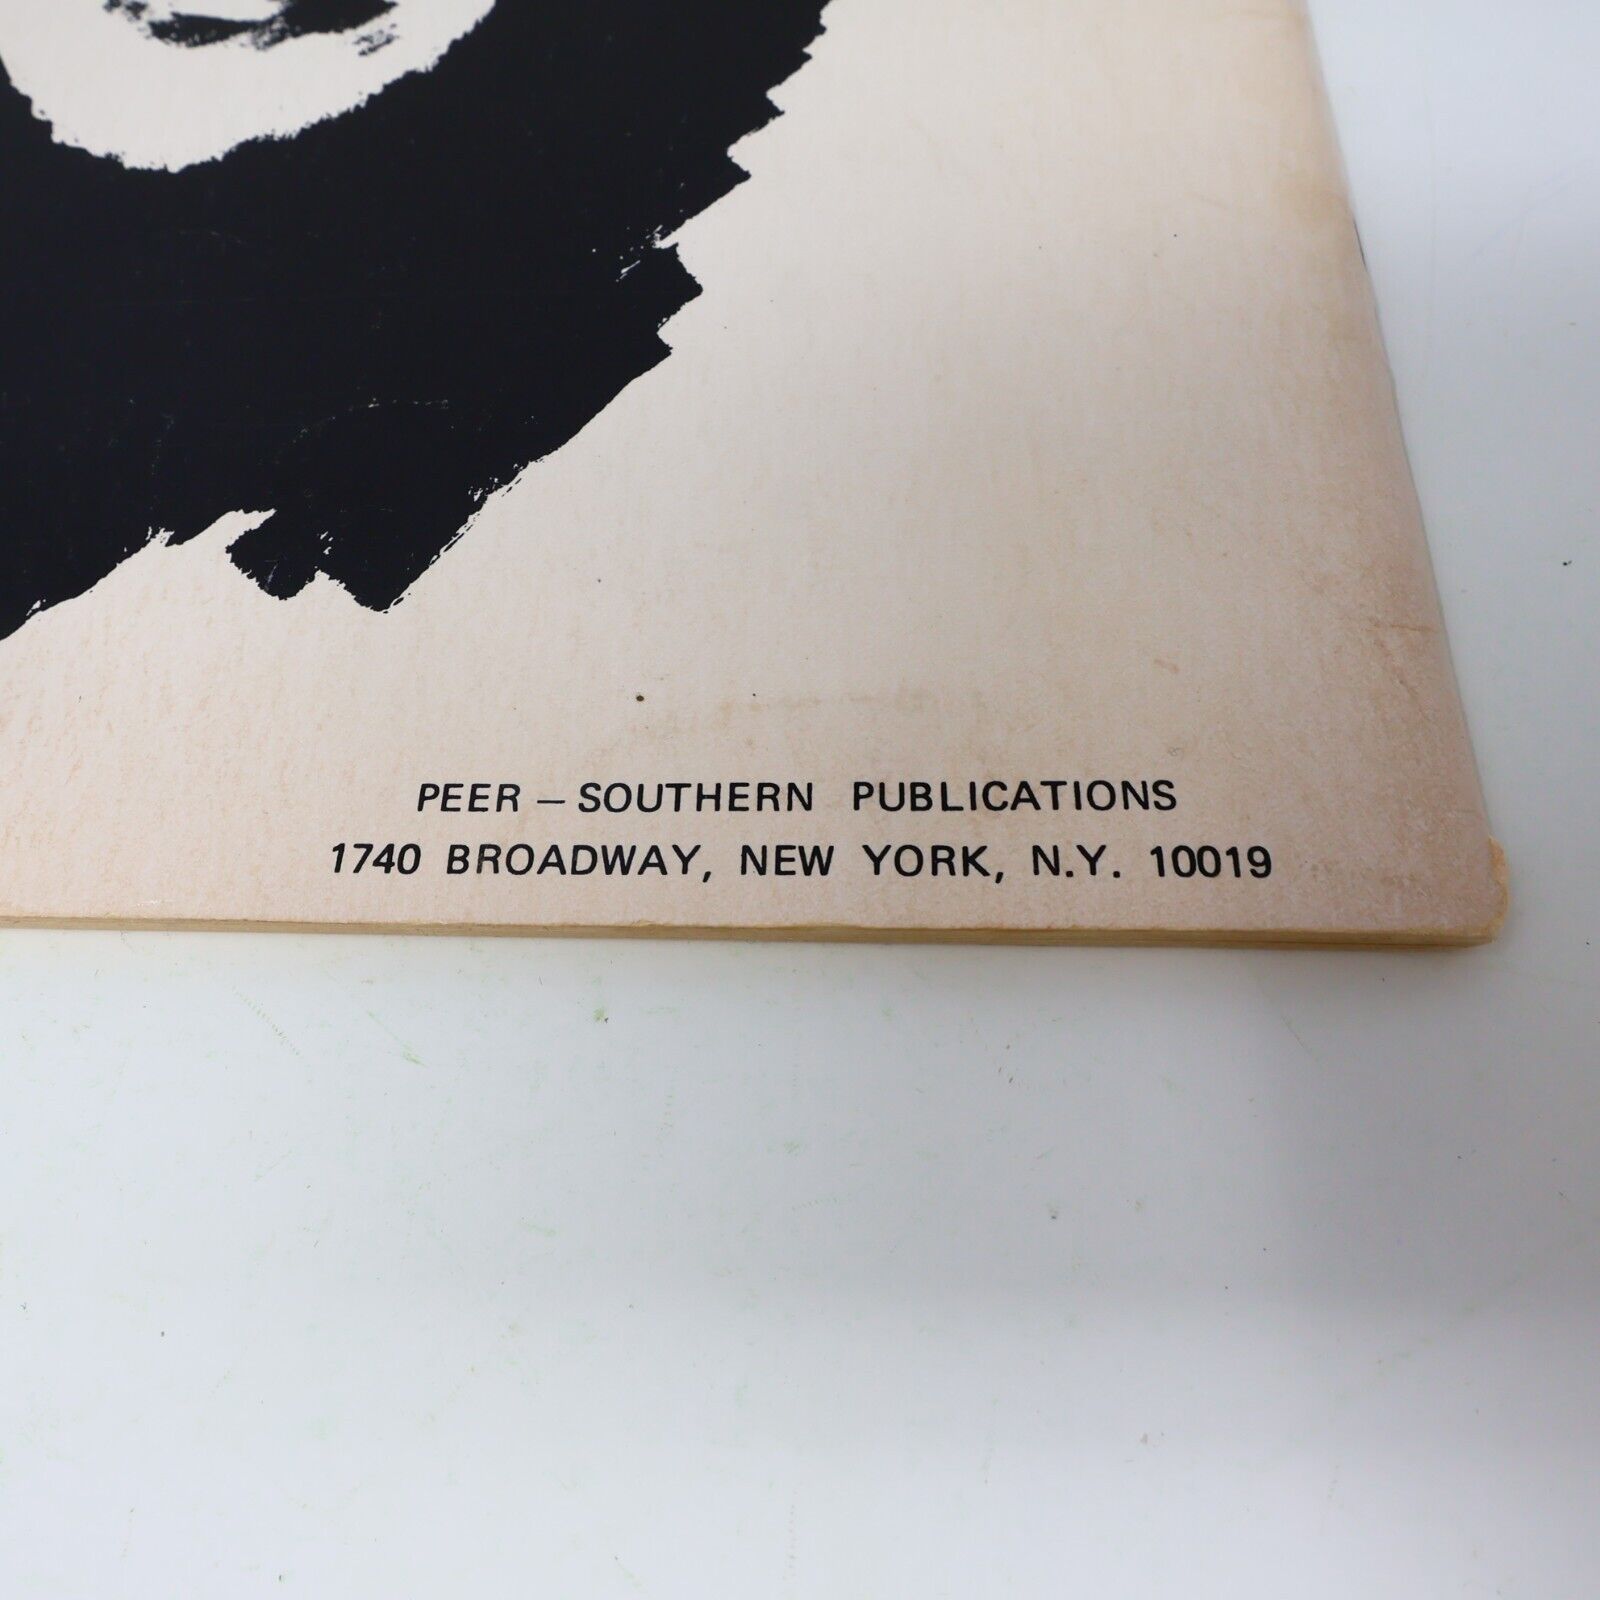 PEER – SOUTHERN PUBLICATIONS
1740 BROADWAY, NEW YORK, N.Y. 10019